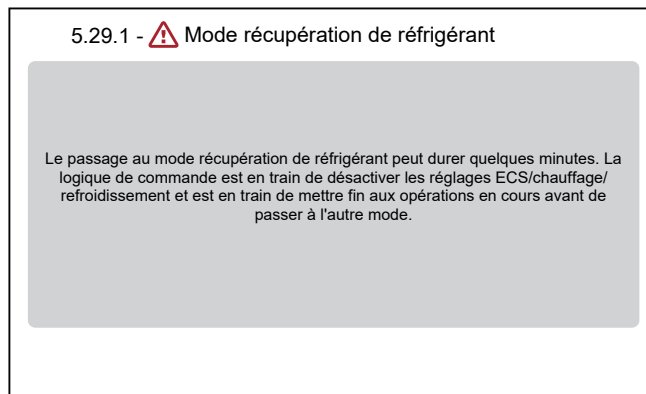 5.29.1 - Mode récupération de réfrigérant
Le passage au mode récupération de réfrigérant peut durer quelques minutes. La
logique de commande est en train de désactiver les réglages ECS/chauffage/
refroidissement et est en train de mettre fin aux opérations en cours avant de
passer à l'autre mode.